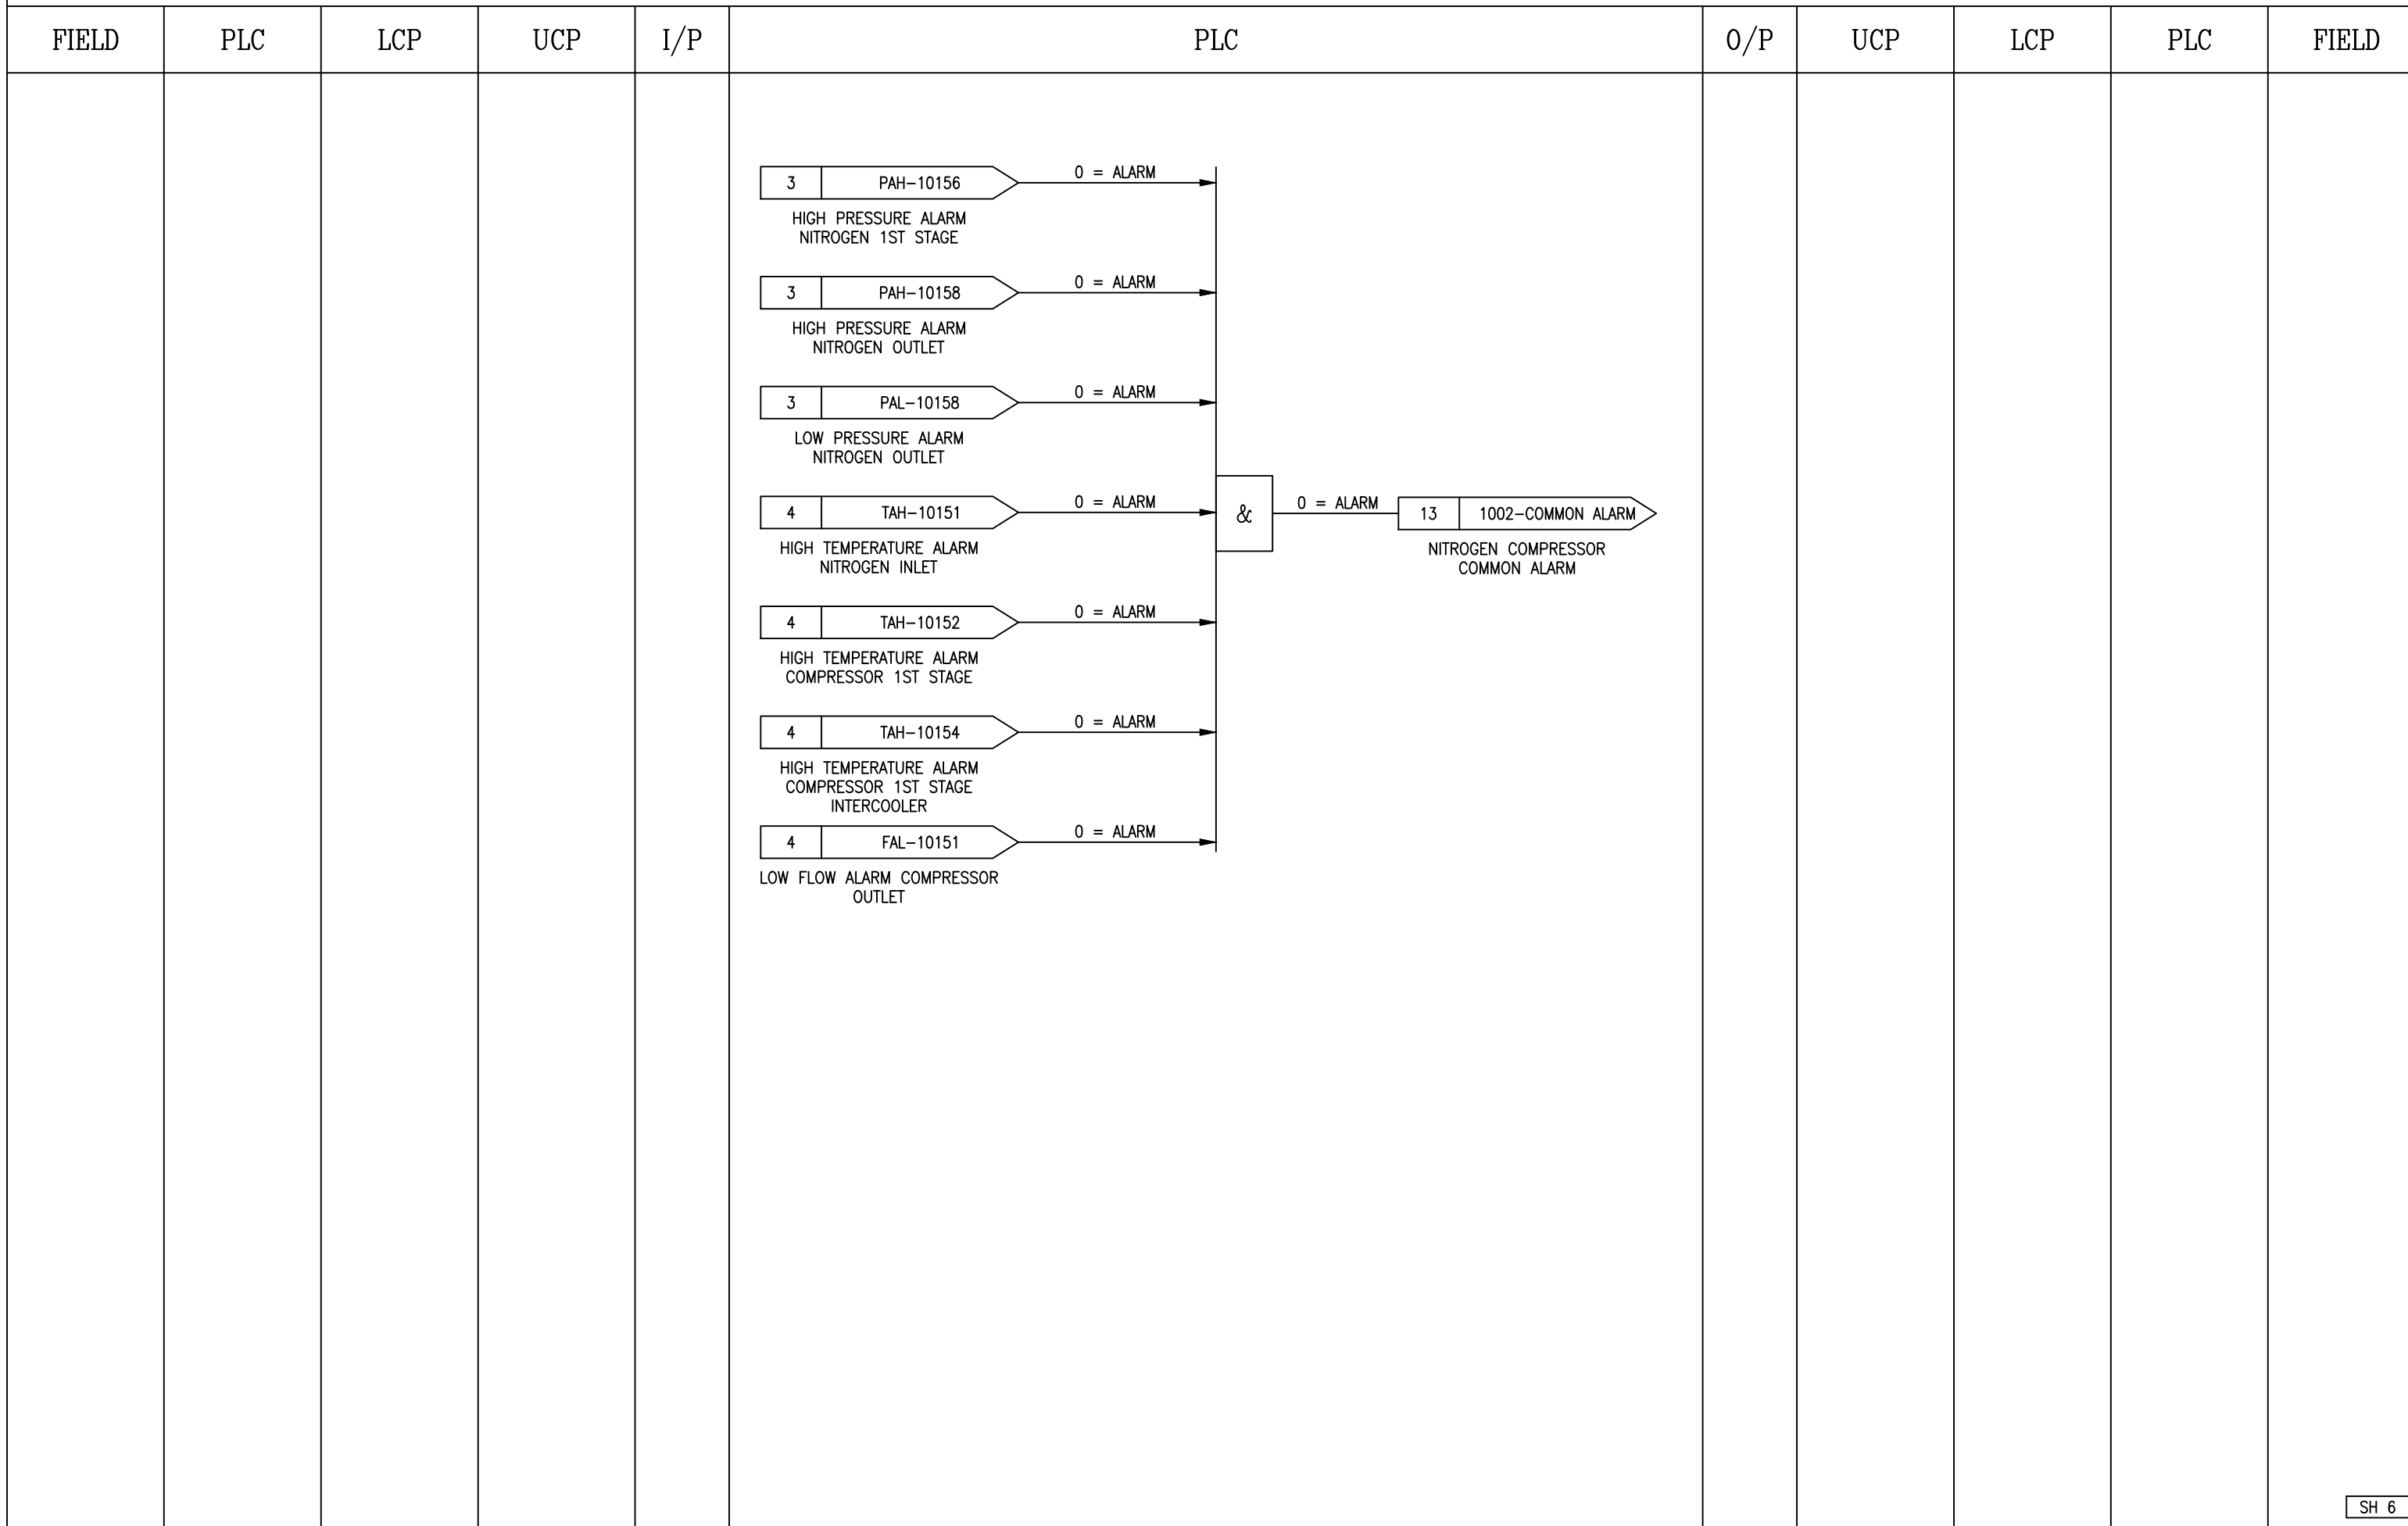 FIELD PLC LCP UCP I/P PLC O/P UCP LCP PLC FIELD
3 PAH-10156 0 = ALARM
HIGH PRESSURE ALARM
NITROGEN 1ST STAGE
3 PAH-10158 0 = ALARM
HIGH PRESSURE ALARM
NITROGEN OUTLET
3 PAL-10158 0 = ALARM
LOW PRESSURE ALARM
NITROGEN OUTLET
4 TAH-10151 0 = ALARM
HIGH TEMPERATURE ALARM
NITROGEN INLET
4 TAH-10152 0 = ALARM
HIGH TEMPERATURE ALARM
COMPRESSOR 1ST STAGE
4 TAH-10154 0 = ALARM
HIGH TEMPERATURE ALARM
COMPRESSOR 1ST STAGE
INTERCOOLER
4 FAL-10151 0 = ALARM
LOW FLOW ALARM COMPRESSOR
OUTLET
& 0 = ALARM 13 1002-COMMON ALARM
NITROGEN COMPRESSOR
COMMON ALARM
SH 6